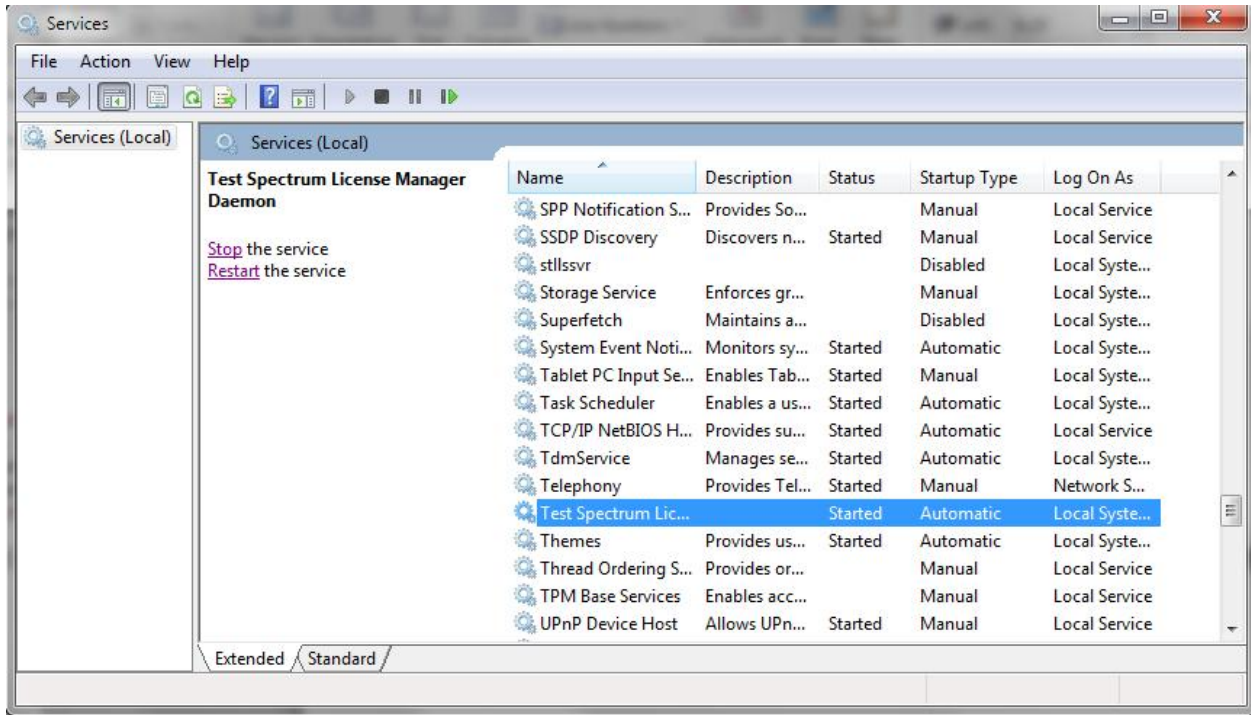 Services
File Action View Help
Services (Local)
Services (Local)
Test Spectrum License Manager
Daemon
Stop the service
Restart the service
Name Description Status Startup Type Log On As
SPP Notification S... Provides So... Manual Local Service
SSDP Discovery Discovers n... Started Manual Local Service
stllssvr Disabled Local Syste...
Storage Service Enforces gr... Manual Local Syste...
Superfetch Maintains a... Disabled Local Syste...
System Event Noti... Monitors sy... Started Automatic Local Syste...
Tablet PC Input Se... Enables Tab... Started Manual Local Syste...
Task Scheduler Enables a us... Started Automatic Local Syste...
TCP/IP NetBIOS H... Provides su... Started Automatic Local Service
TdmService Manages se... Started Automatic Local Syste...
Telephony Provides Tel... Started Manual Network S...
Test Spectrum Lic... Started Automatic Local Syste...
Themes Provides us... Started Automatic Local Syste...
Thread Ordering S... Provides or... Manual Local Service
TPM Base Services Enables acc... Manual Local Service
UPnP Device Host Allows UPn... Started Manual Local Service
Extended Standard